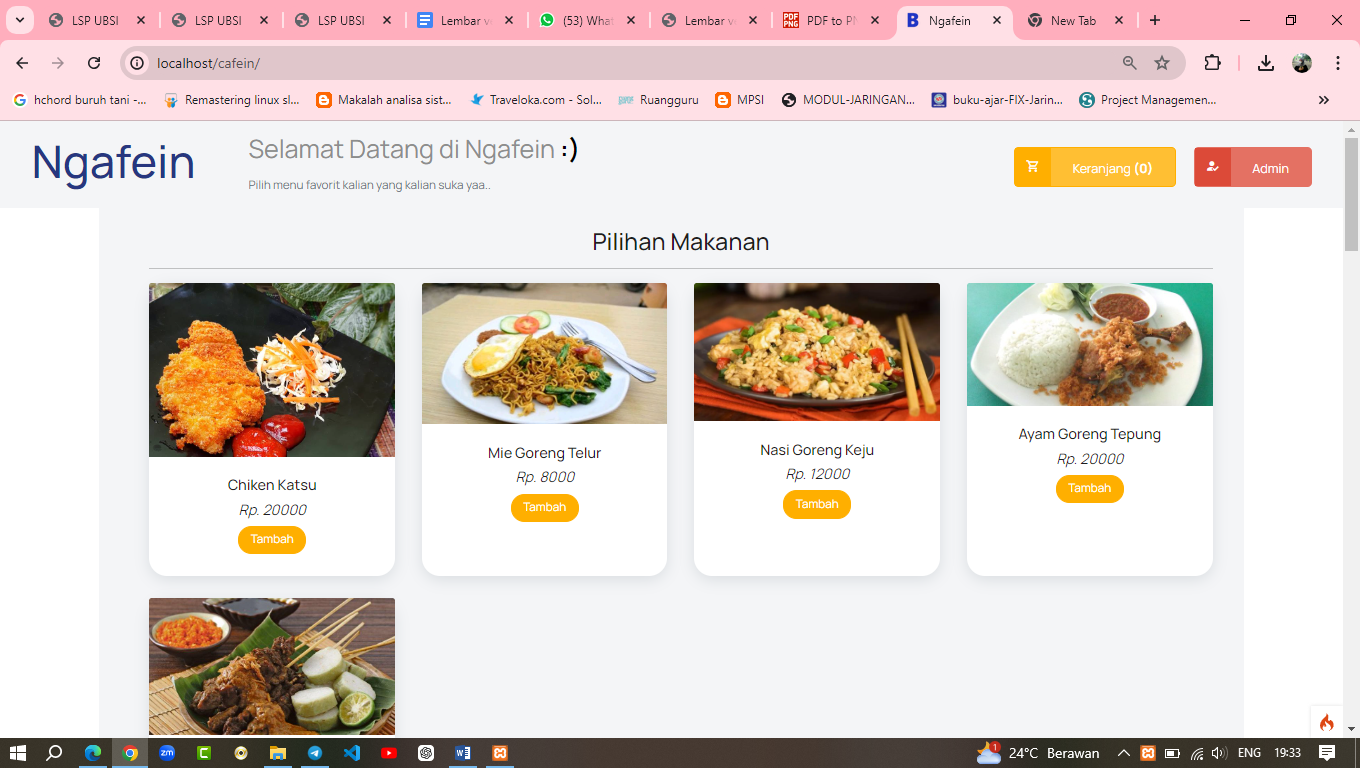 LSP UBSI
LSP UBSI
LSP UBSI
Lembar ve
(53) What
Lembar ve
PDF to PN
Ngafein
New Tab
localhost/cafein/
hchord buruh tani -...
Remastering linux sl...
Makalah analisa sist...
Traveloka.com - Sol...
Ruangguru
MPSI
MODUL-JARINGAN...
buku-ajar-FIX-Jarin...
Project Managemen...
Ngafein
Selamat Datang di Ngafein :)
Pilih menu favorit kalian yang kalian suka yaa..
Keranjang (0)
Admin
Pilihan Makanan
Chiken Katsu
Rp. 20000
Tambah
Mie Goreng Telur
Rp. 8000
Tambah
Nasi Goreng Keju
Rp. 12000
Tambah
Ayam Goreng Tepung
Rp. 20000
Tambah
24°C Berawan
ENG
19:33